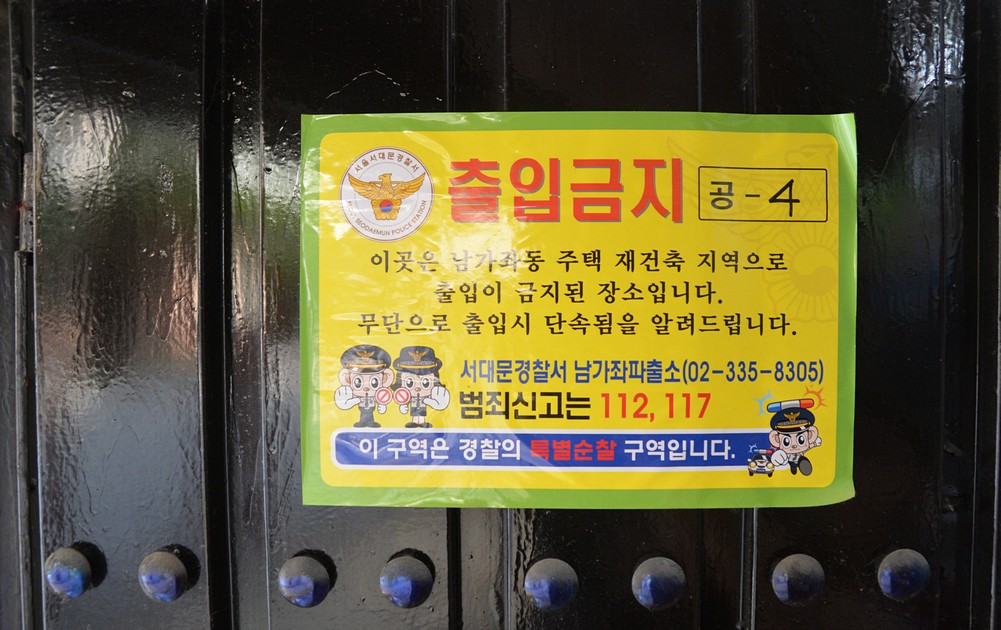 서울서대문경찰서
SEODAEMUN POLICE STATION
출입금지
공-4
이곳은 남가좌동 주택 재건축 지역으로
출입이 금지된 장소입니다.
무단으로 출입시 단속됨을 알려드립니다.
서대문경찰서 남가좌파출소(02-335-8305)
범죄신고는 112, 117
이 구역은 경찰의 특별순찰 구역입니다.